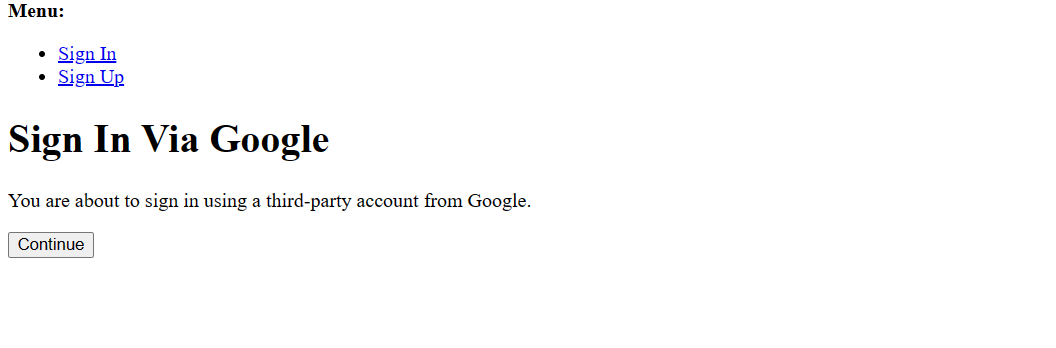 Menu:
Sign In
Sign Up
Sign In Via Google
You are about to sign in using a third-party account from Google.
Continue